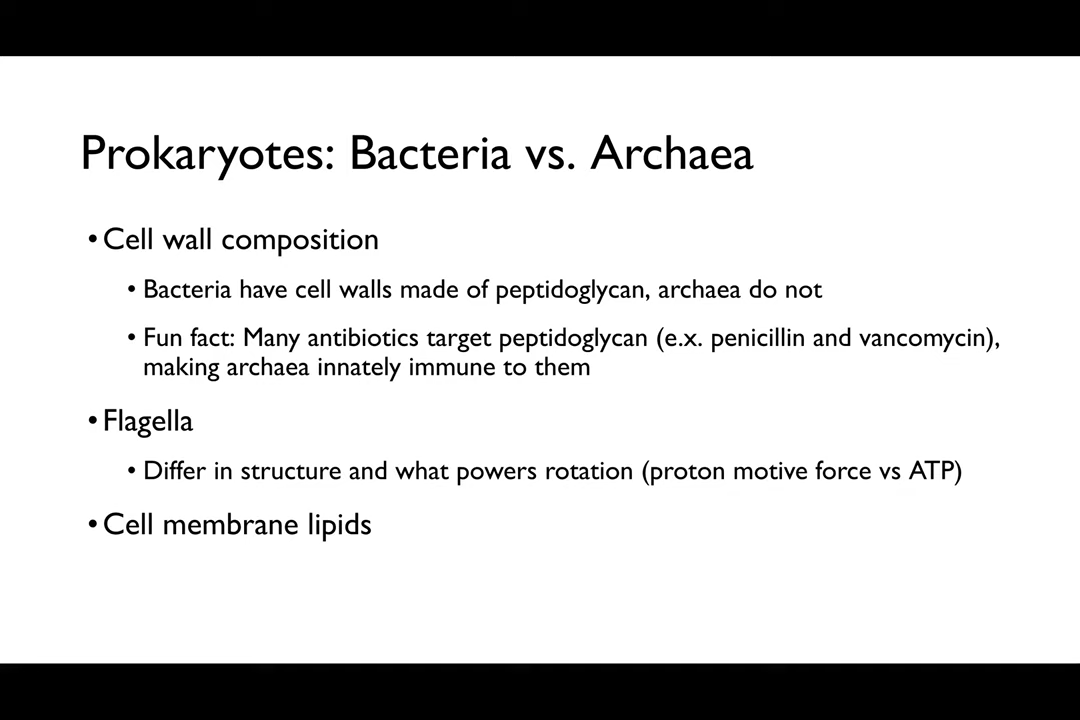 Prokaryotes: Bacteria vs. Archaea
• Cell wall composition
• Bacteria have cell walls made of peptidoglycan, archaea do not
• Fun fact: Many antibiotics target peptidoglycan (e.x. penicillin and vancomycin),
making archaea innately immune to them
• Flagella
• Differ in structure and what powers rotation (proton motive force vs ATP)
• Cell membrane lipids